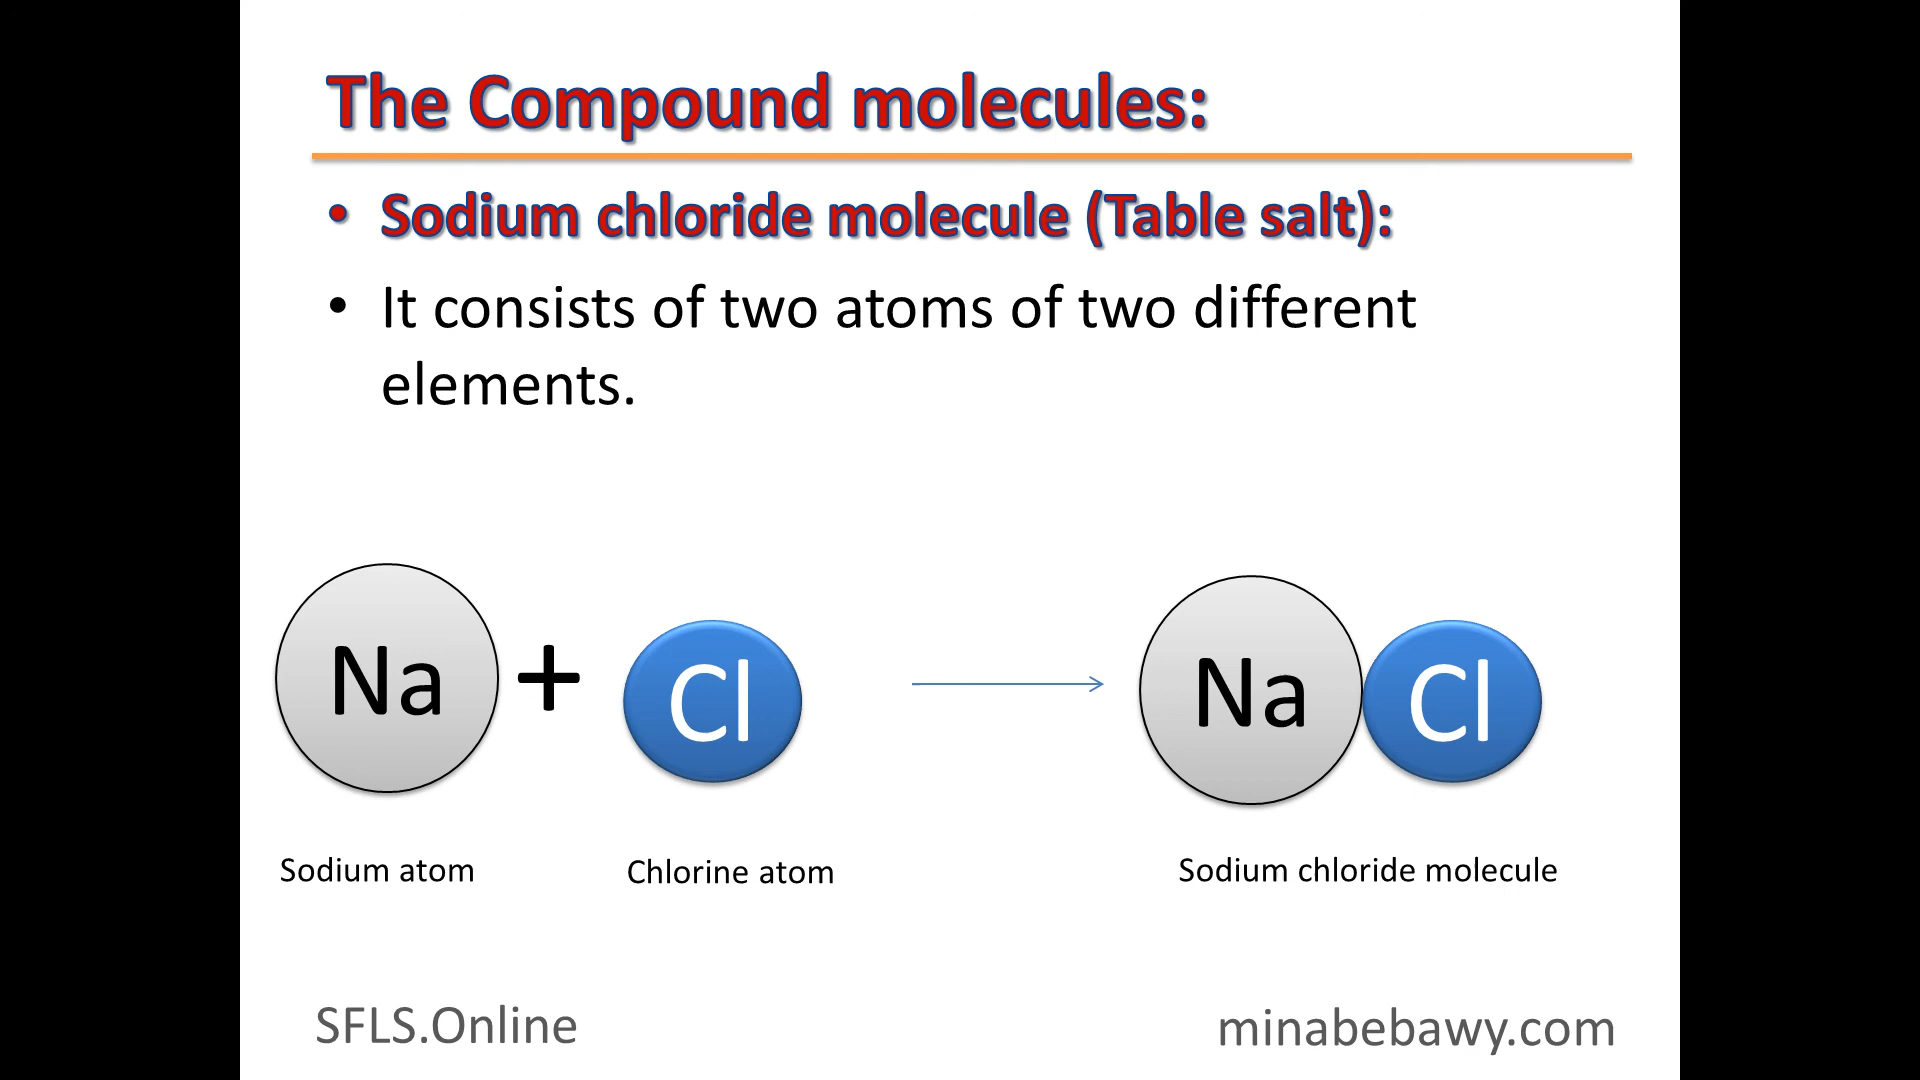 The Compound molecules:
• Sodium chloride molecule (Table salt):
• It consists of two atoms of two different
elements.
Na + Cl Na Cl
Sodium atom Chlorine atom Sodium chloride molecule
SFLS.Online minabebawy.com